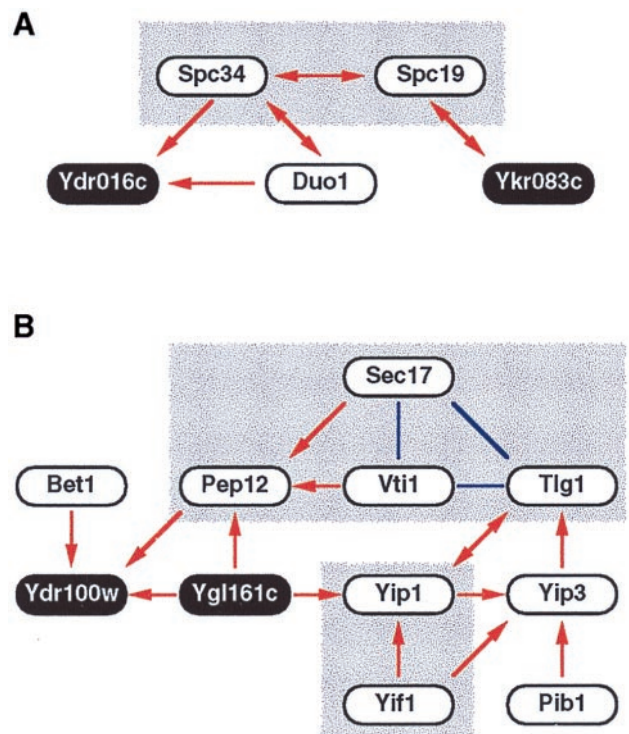 A
Spc34 Spc19
Ydr016c Duo1 Ykr083c
B
Sec17
Bet1 Pep12 Vti1 Tlg1
Ydr100w Ygl161c Yip1 Yip3
Yif1 Pib1